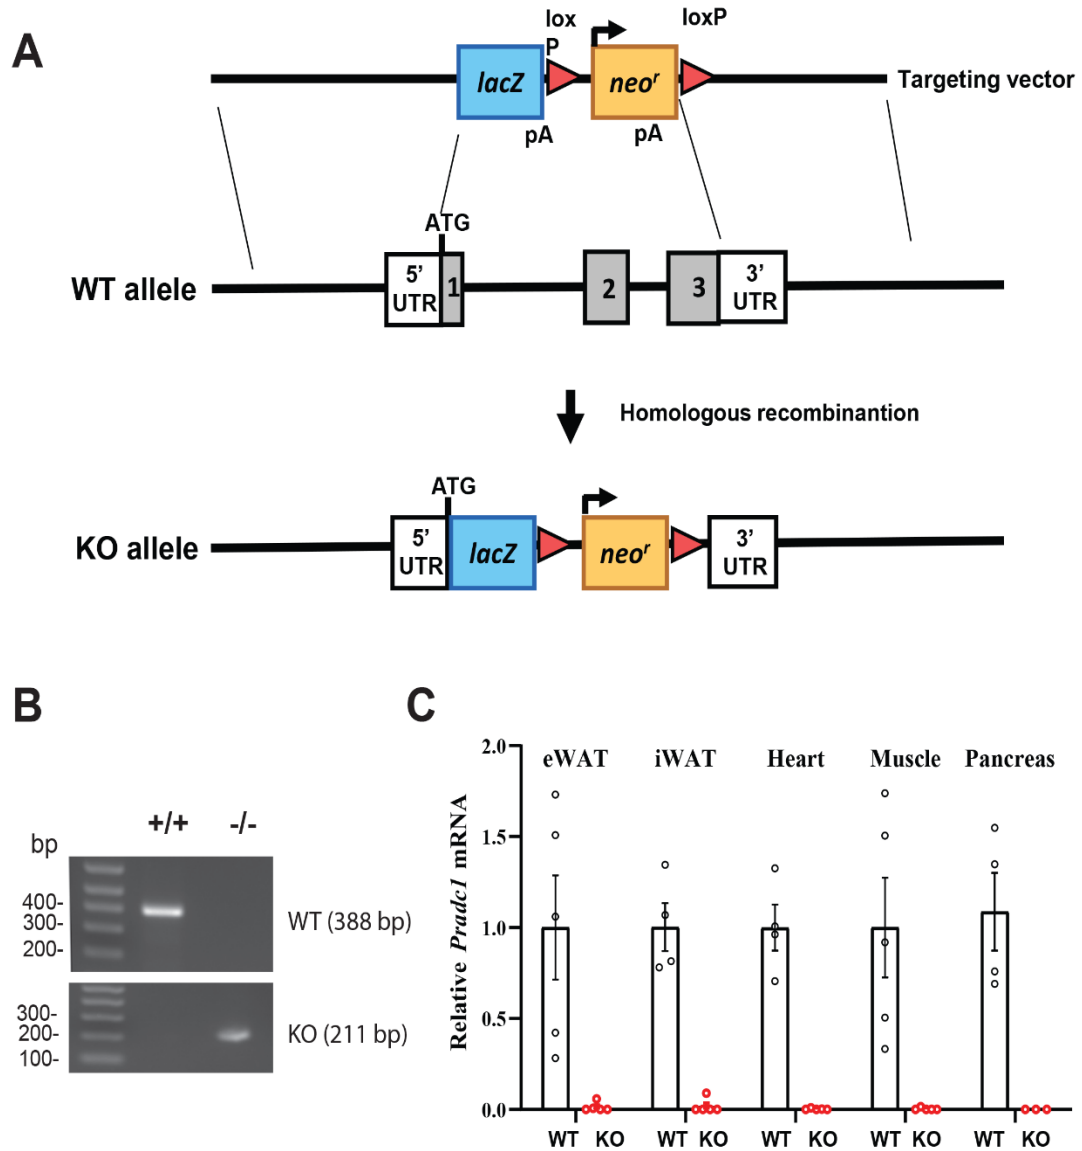 A
lox
P
loxP
lacZ
neoʳ
Targeting vector
pA
pA
ATG
WT allele
5'
UTR
1
2
3
3'
UTR
Homologous recombinantion
ATG
KO allele
5'
UTR
lacZ
neoʳ
3'
UTR
B
bp
+/+
-/-
400-
300-
200-
WT (388 bp)
300-
200-
100-
KO (211 bp)
C
Relative Pradc1 mRNA
2.0
1.5
1.0
0.5
0.0
eWAT
iWAT
Heart
Muscle
Pancreas
WT KO WT KO WT KO WT KO WT KO